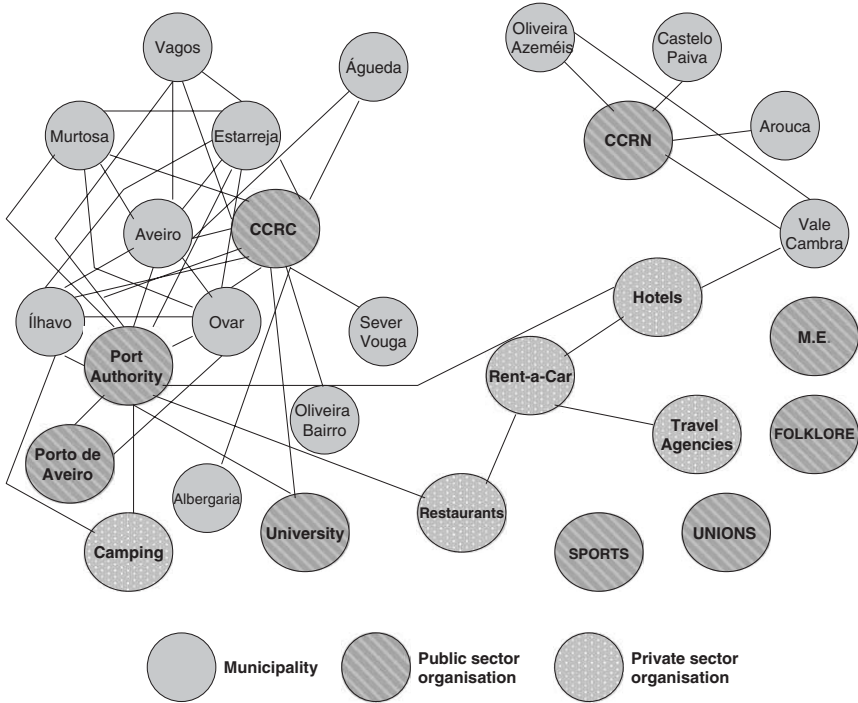 Vagos
Águeda
Oliveira
Azeméis
Castelo
Paiva
Murtosa
Estarreja
CCRN
Arouca
Aveiro
CCRC
Vale
Cambra
Hotels
Ílhavo
Ovar
Sever
Vouga
M.E.
Port
Authority
Rent-a-Car
Oliveira
Bairro
Travel
Agencies
FOLKLORE
Porto de
Aveiro
Albergaria
University
Restaurants
Camping
SPORTS
UNIONS
Municipality
Public sector
organisation
Private sector
organisation